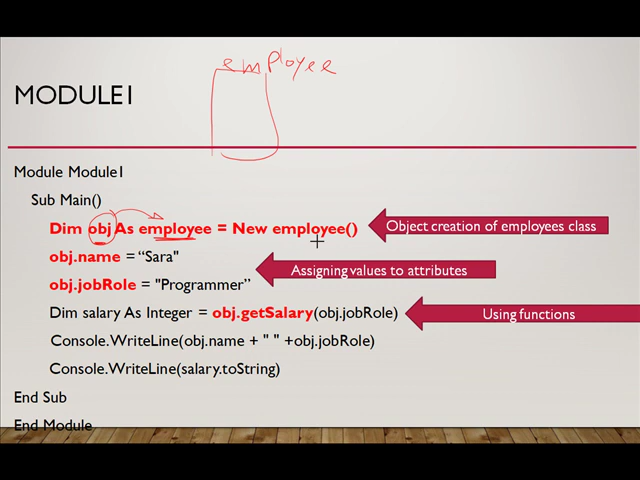 employee
MODULE1
Module Module1
Sub Main()
Dim obj As employee = New employee()
Object creation of employees class
obj.name = “Sara"
Assigning values to attributes
obj.jobRole = "Programmer”
Dim salary As Integer = obj.getSalary(obj.jobRole)
Using functions
Console.WriteLine(obj.name + " " +obj.jobRole)
Console.WriteLine(salary.toString)
End Sub
End Module